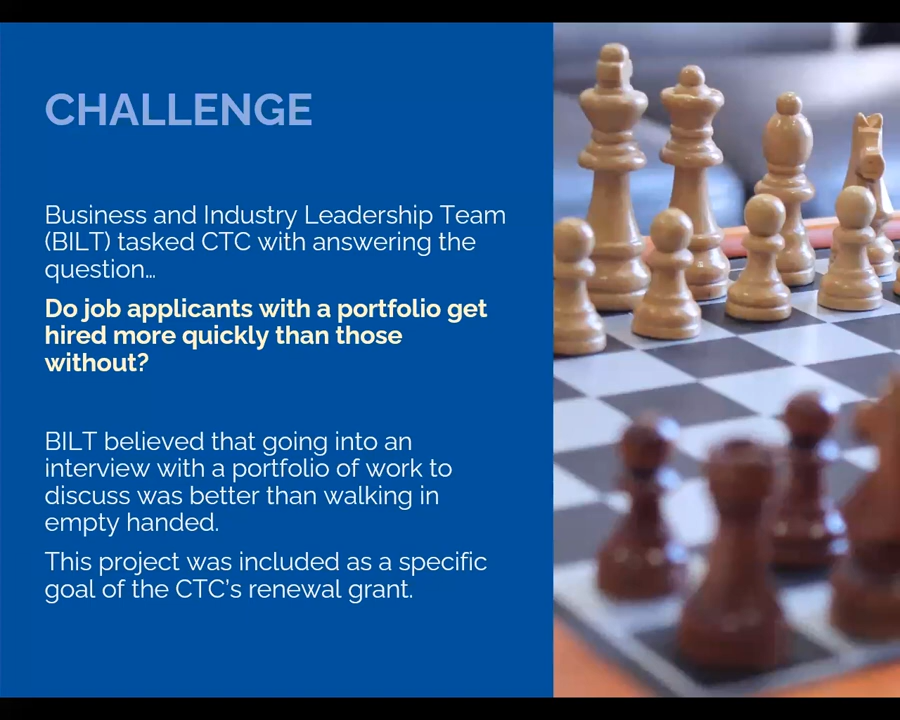 CHALLENGE
Business and Industry Leadership Team
(BILT) tasked CTC with answering the
question…
Do job applicants with a portfolio get
hired more quickly than those
without?
BILT believed that going into an
interview with a portfolio of work to
discuss was better than walking in
empty handed.
This project was included as a specific
goal of the CTC’s renewal grant.